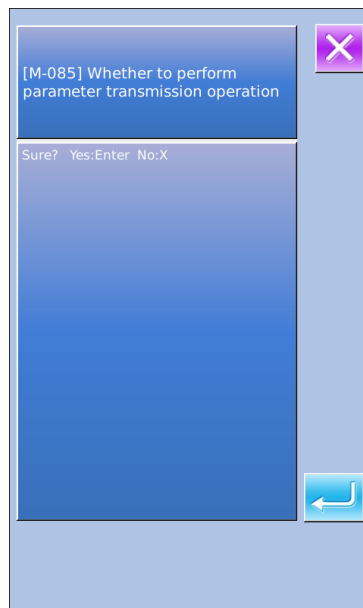 [M-085] Whether to perform
parameter transmission operation
Sure? Yes:Enter No:X